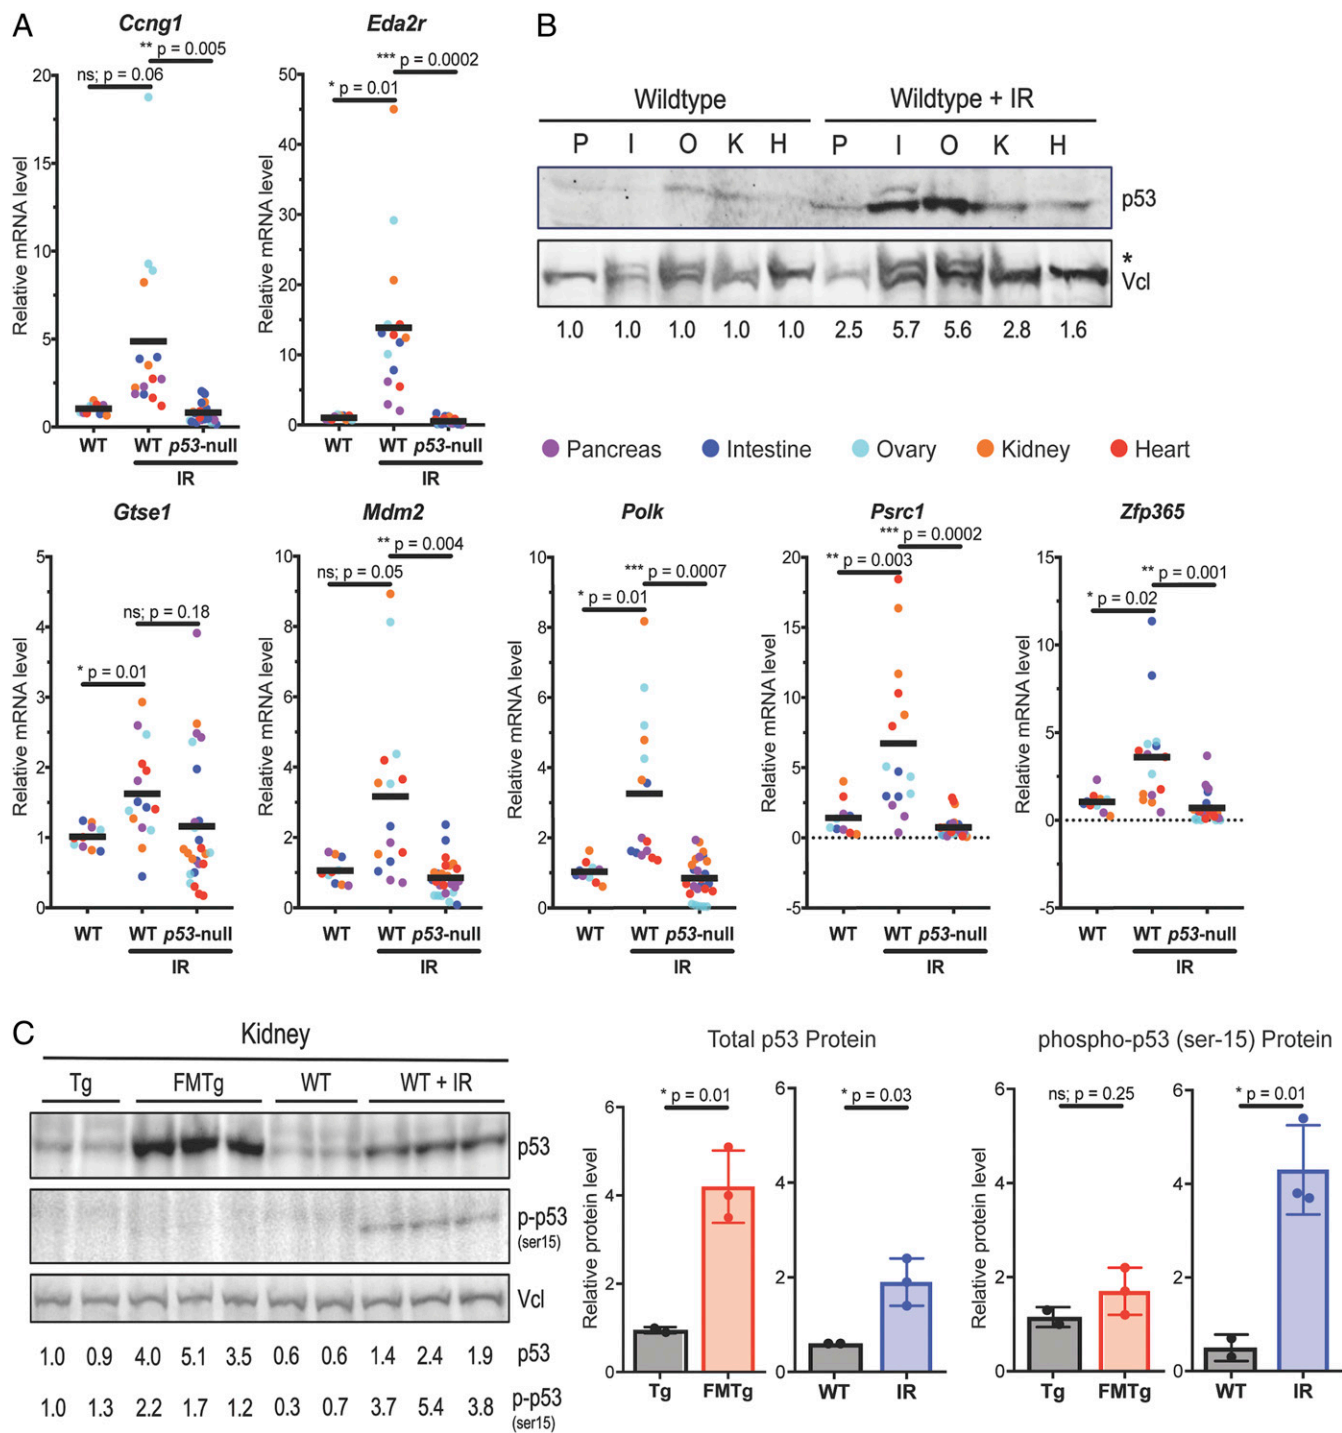 A
Ccng1
** p = 0.005
ns; p = 0.06
Relative mRNA level
20
15
10
5
0
WT
WT p53-null
IR
Eda2r
*** p = 0.0002
* p = 0.01
Relative mRNA level
50
40
30
20
10
0
WT
WT p53-null
IR
B
Wildtype
Wildtype + IR
P I O K H P I O K H
p53
*
Vcl
1.0 1.0 1.0 1.0 1.0 2.5 5.7 5.6 2.8 1.6
Pancreas Intestine Ovary Kidney Heart
Gtse1
ns; p = 0.18
* p = 0.01
Relative mRNA level
5
4
3
2
1
0
WT
WT p53-null
IR
Mdm2
** p = 0.004
ns; p = 0.05
Relative mRNA level
10
8
6
4
2
0
WT
WT p53-null
IR
Polk
*** p = 0.0007
* p = 0.01
Relative mRNA level
10
8
6
4
2
0
WT
WT p53-null
IR
Psrc1
*** p = 0.0002
** p = 0.003
Relative mRNA level
20
15
10
5
0
-5
WT
WT p53-null
IR
Zfp365
** p = 0.001
* p = 0.02
Relative mRNA level
15
10
5
0
-5
WT
WT p53-null
IR
C
Kidney
Tg FMTg WT WT + IR
p53
p-p53
(ser15)
Vcl
1.0 0.9 4.0 5.1 3.5 0.6 0.6 1.4 2.4 1.9 p53
1.0 1.3 2.2 1.7 1.2 0.3 0.7 3.7 5.4 3.8 p-p53
(ser15)
Total p53 Protein
* p = 0.01
Relative protein level
6
4
2
0
Tg FMTg
* p = 0.03
6
4
2
0
WT IR
phospho-p53 (ser-15) Protein
ns; p = 0.25
Relative protein level
6
4
2
0
Tg FMTg
* p = 0.01
6
4
2
0
WT IR